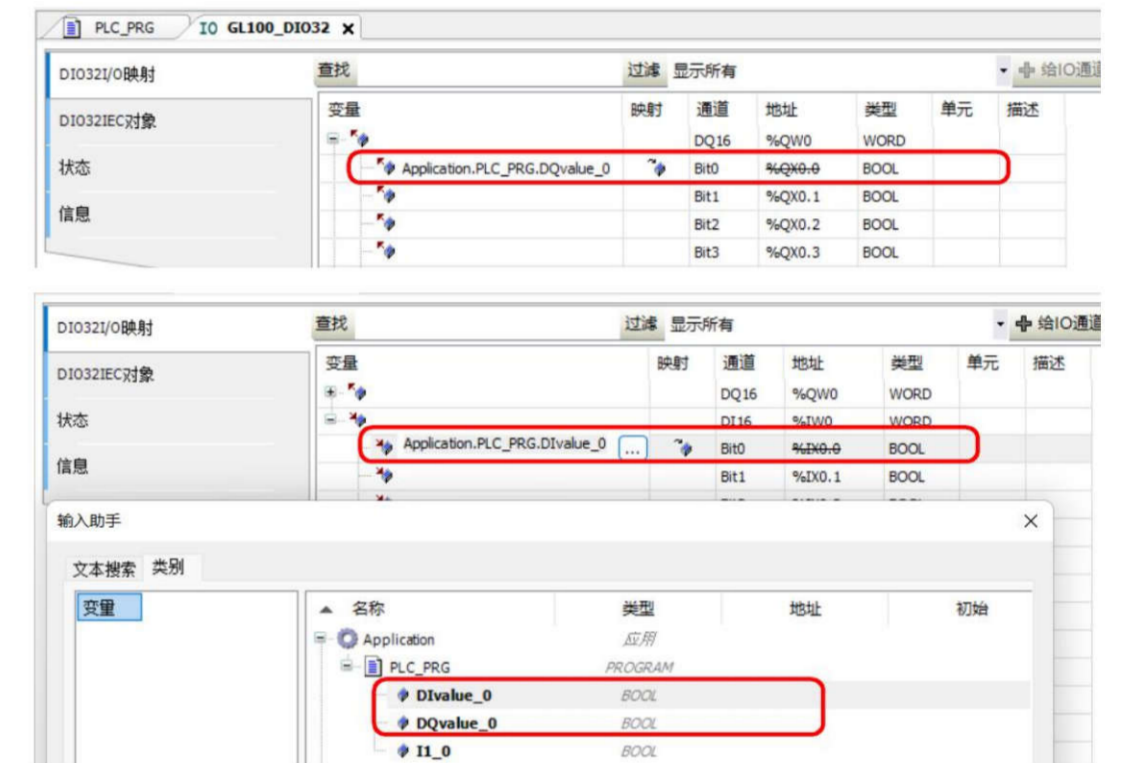 PLC_PRG IO GL100_DIO32 X
DIO32I/O映射 查找 过滤 显示所有 给IO通道
变量 映射 通道 地址 类型 单元 描述
DIO32IEC对象
DQ16 %QW0 WORD
状态 Application.PLC_PRG.DQvalue_0 Bit0 %QX0.0 BOOL
Bit1 %QX0.1 BOOL
信息
Bit2 %QX0.2 BOOL
Bit3 %QX0.3 BOOL
DIO32I/O映射 查找 过滤 显示所有 给IO通道
变量 映射 通道 地址 类型 单元 描述
DIO32IEC对象
DQ16 %QW0 WORD
状态 DI16 %IW0 WORD
Application.PLC_PRG.DIvalue_0 ... Bit0 %IX0.0 BOOL
信息
Bit1 %IX0.1 BOOL
输入助手
文本搜索 类别
变量 名称 类型 地址 初始
Application 应用
PLC_PRG PROGRAM
DIvalue_0 BOOL
DQvalue_0 BOOL
I1_0 BOOL